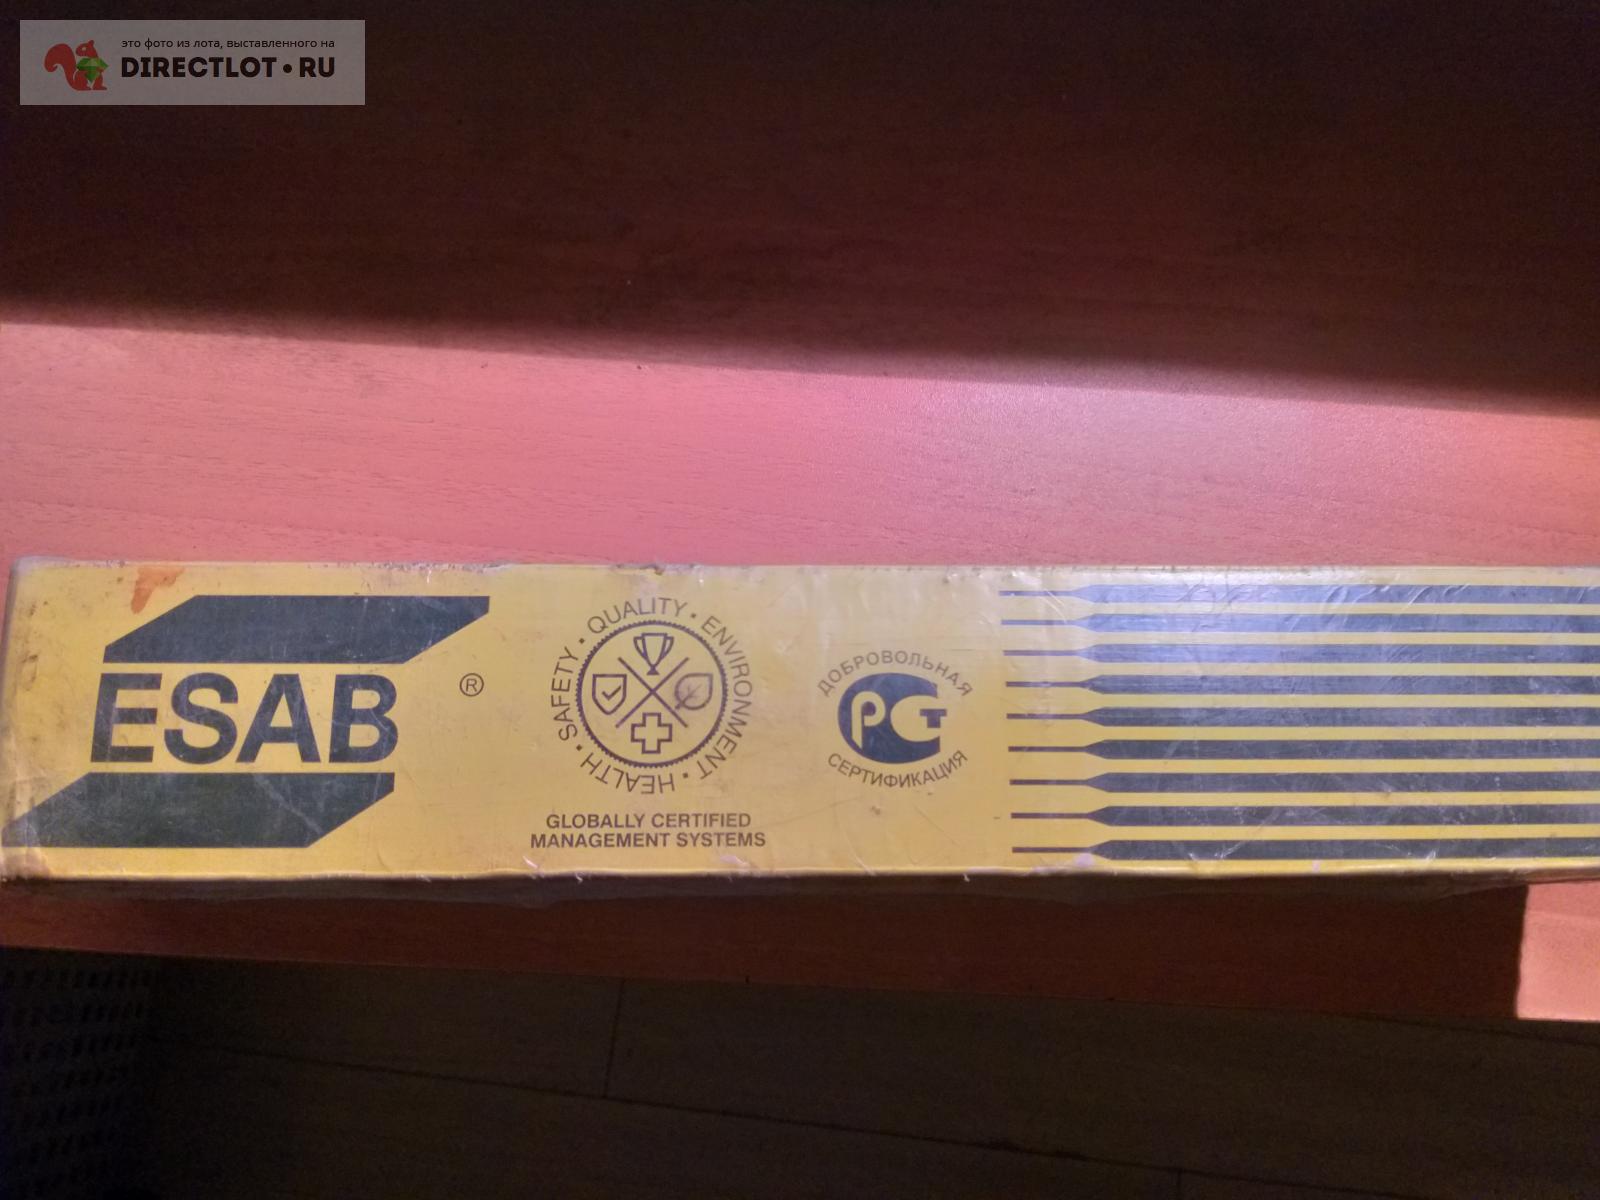 это фото из лота, выставленного на
DIRECTLOT•RU
ESAB ®
SAFETY • QUALITY • ENVIRONMENT • HEALTH •
GLOBALLY CERTIFIED
MANAGEMENT SYSTEMS
ДОБРОВОЛЬНАЯ
РСТ
СЕРТИФИКАЦИЯ